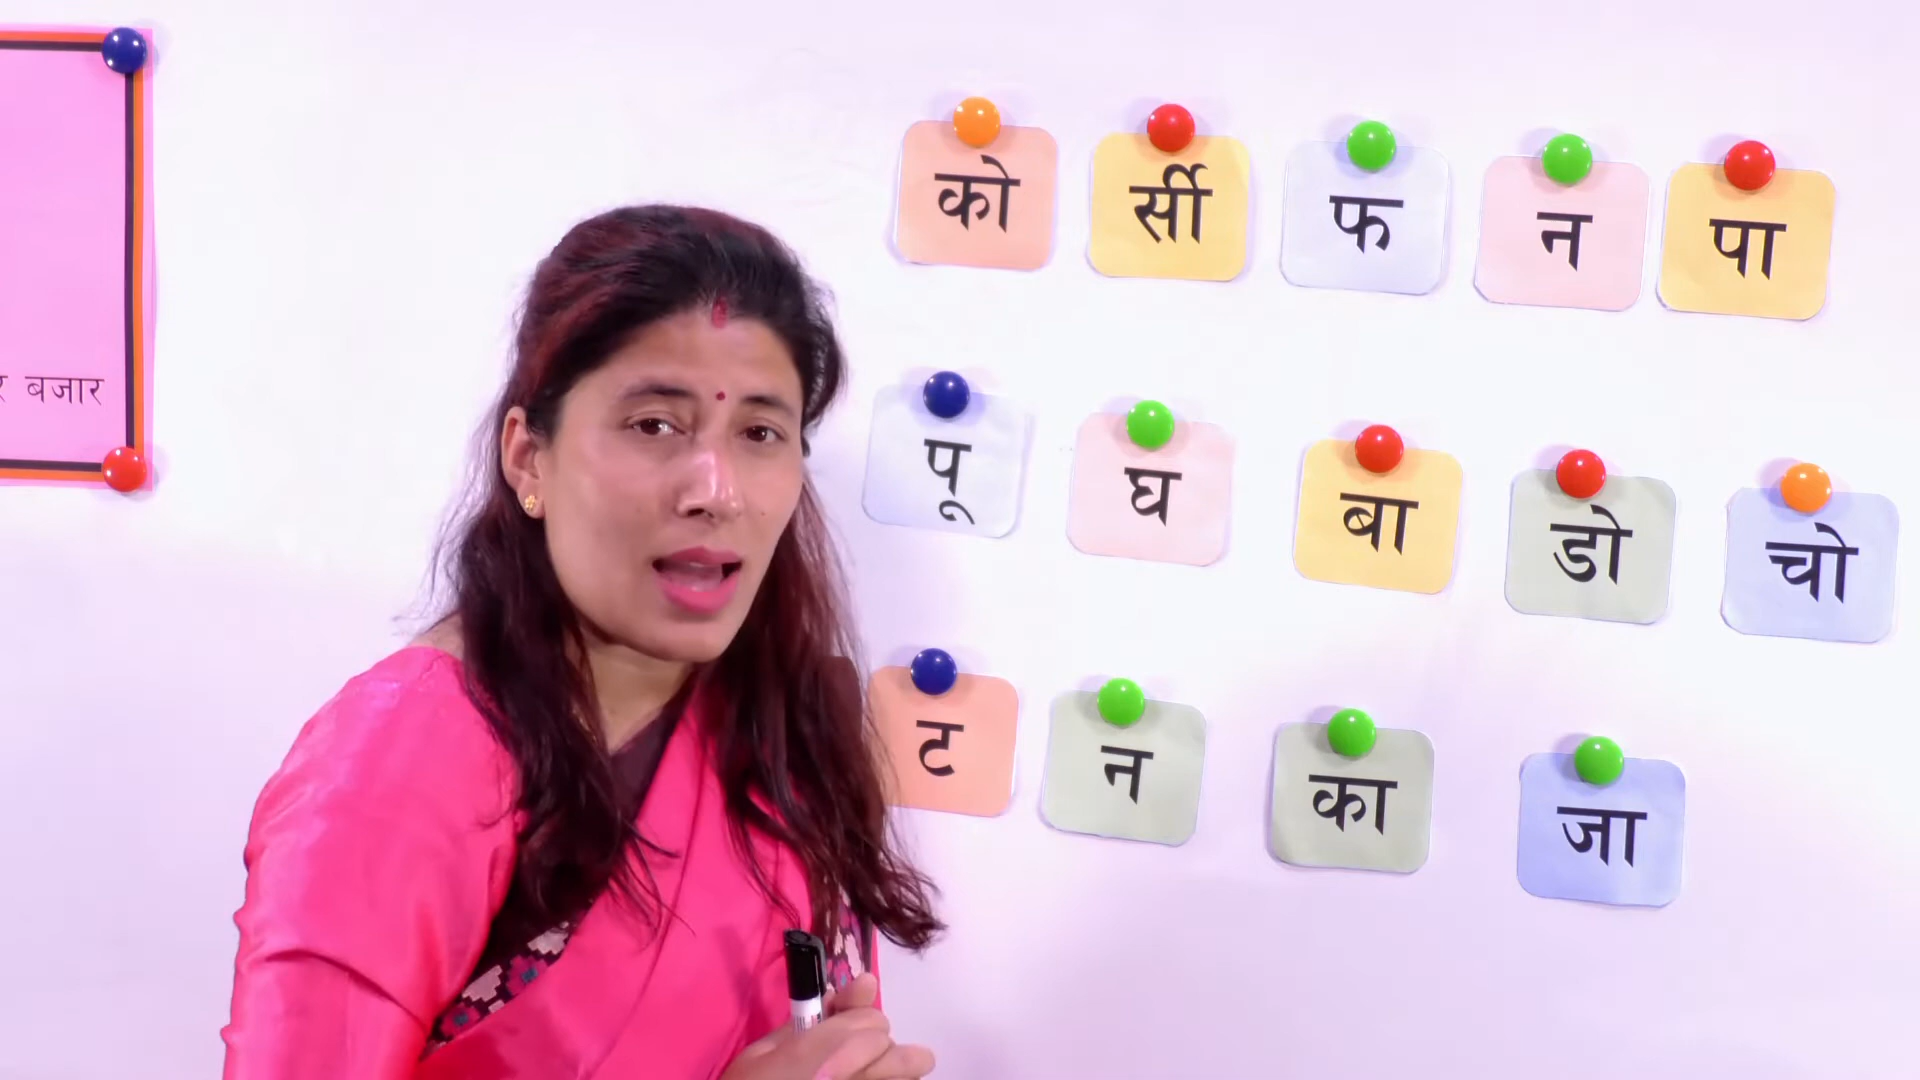 बजार
को र्सी फ न पा
पू घ बा डो चो
ट न का जा